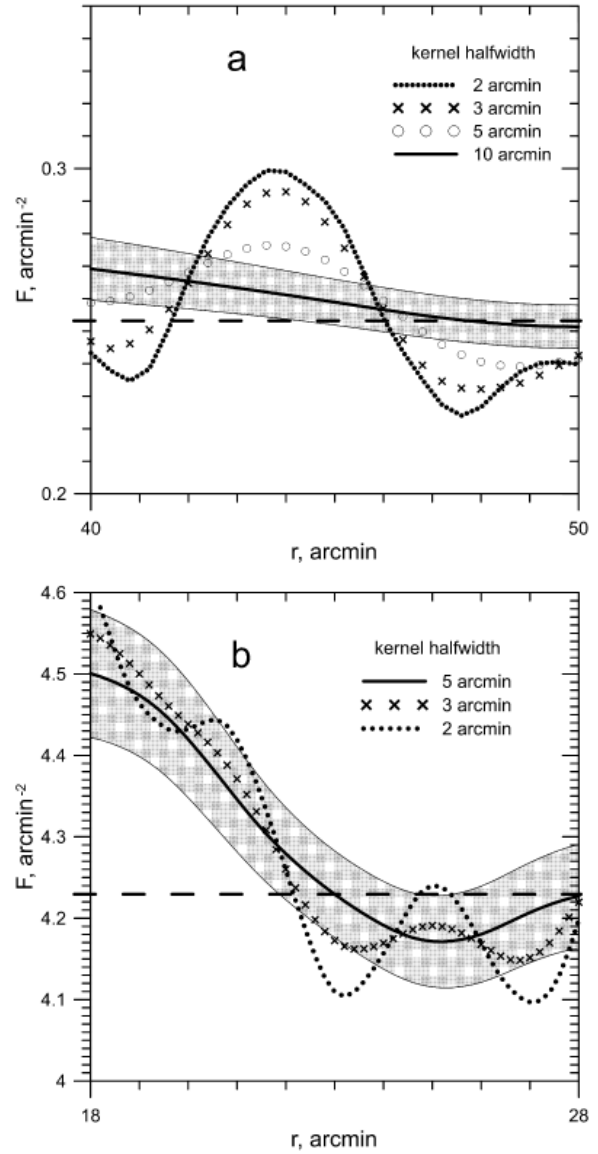 a
kernel halfwidth
2 arcmin
3 arcmin
5 arcmin
10 arcmin
0.3
F, arcmin⁻²
0.2
40
50
r, arcmin
4.6
b
kernel halfwidth
5 arcmin
3 arcmin
2 arcmin
4.5
4.4
F, arcmin⁻²
4.3
4.2
4.1
4
18
28
r, arcmin